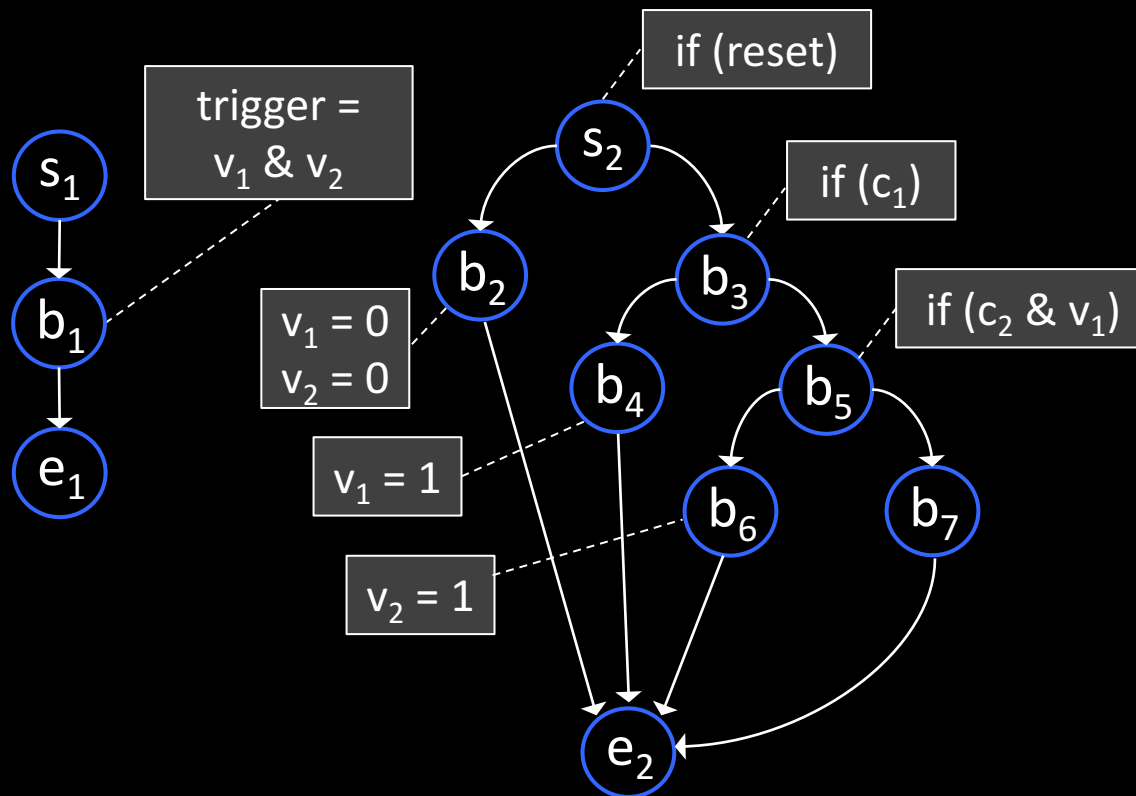 if (reset)
trigger =
v₁ & v₂
s₁
s₂
if (c₁)
b₂
b₃
b₁
v₁ = 0
v₂ = 0
if (c₂ & v₁)
b₄
b₅
e₁
v₁ = 1
b₆
b₇
v₂ = 1
e₂